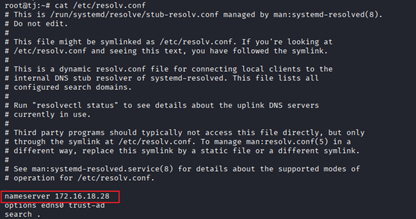 root@tj:~# cat /etc/resolv.conf
# This is /run/systemd/resolve/stub-resolv.conf managed by man:systemd-resolved(8).
# Do not edit.
#
# This file might be symlinked as /etc/resolv.conf. If you're looking at
# /etc/resolv.conf and seeing this text, you have followed the symlink.
#
# This is a dynamic resolv.conf file for connecting local clients to the
# internal DNS stub resolver of systemd-resolved. This file lists all
# configured search domains.
#
# Run "resolvectl status" to see details about the uplink DNS servers
# currently in use.
#
# Third party programs should typically not access this file directly, but only
# through the symlink at /etc/resolv.conf. To manage man:resolv.conf(5) in a
# different way, replace this symlink by a static file or a different symlink.
#
# See man:systemd-resolved.service(8) for details about the supported modes of
# operation for /etc/resolv.conf.

nameserver 172.16.18.28
options edns0 trust-ad
search .